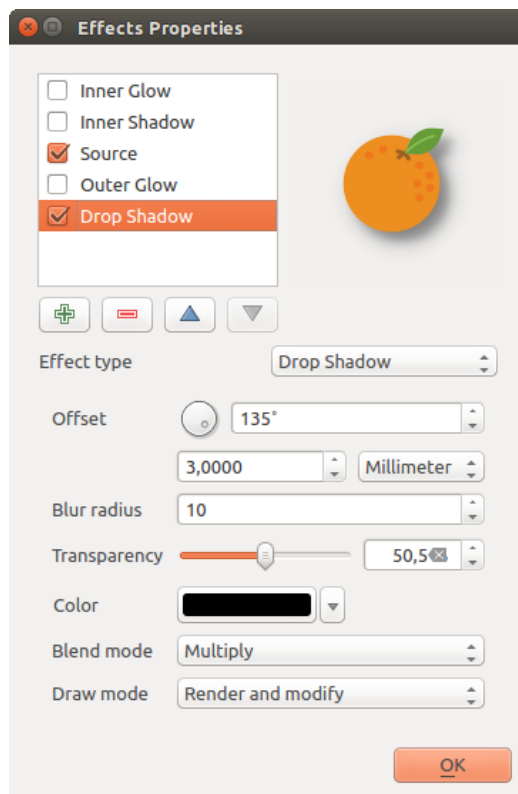 Effects Properties
Inner Glow
Inner Shadow
Source
Outer Glow
Drop Shadow
Effect type Drop Shadow
Offset 135°
3,0000 Millimeter
Blur radius 10
Transparency 50,5
Color
Blend mode Multiply
Draw mode Render and modify
OK